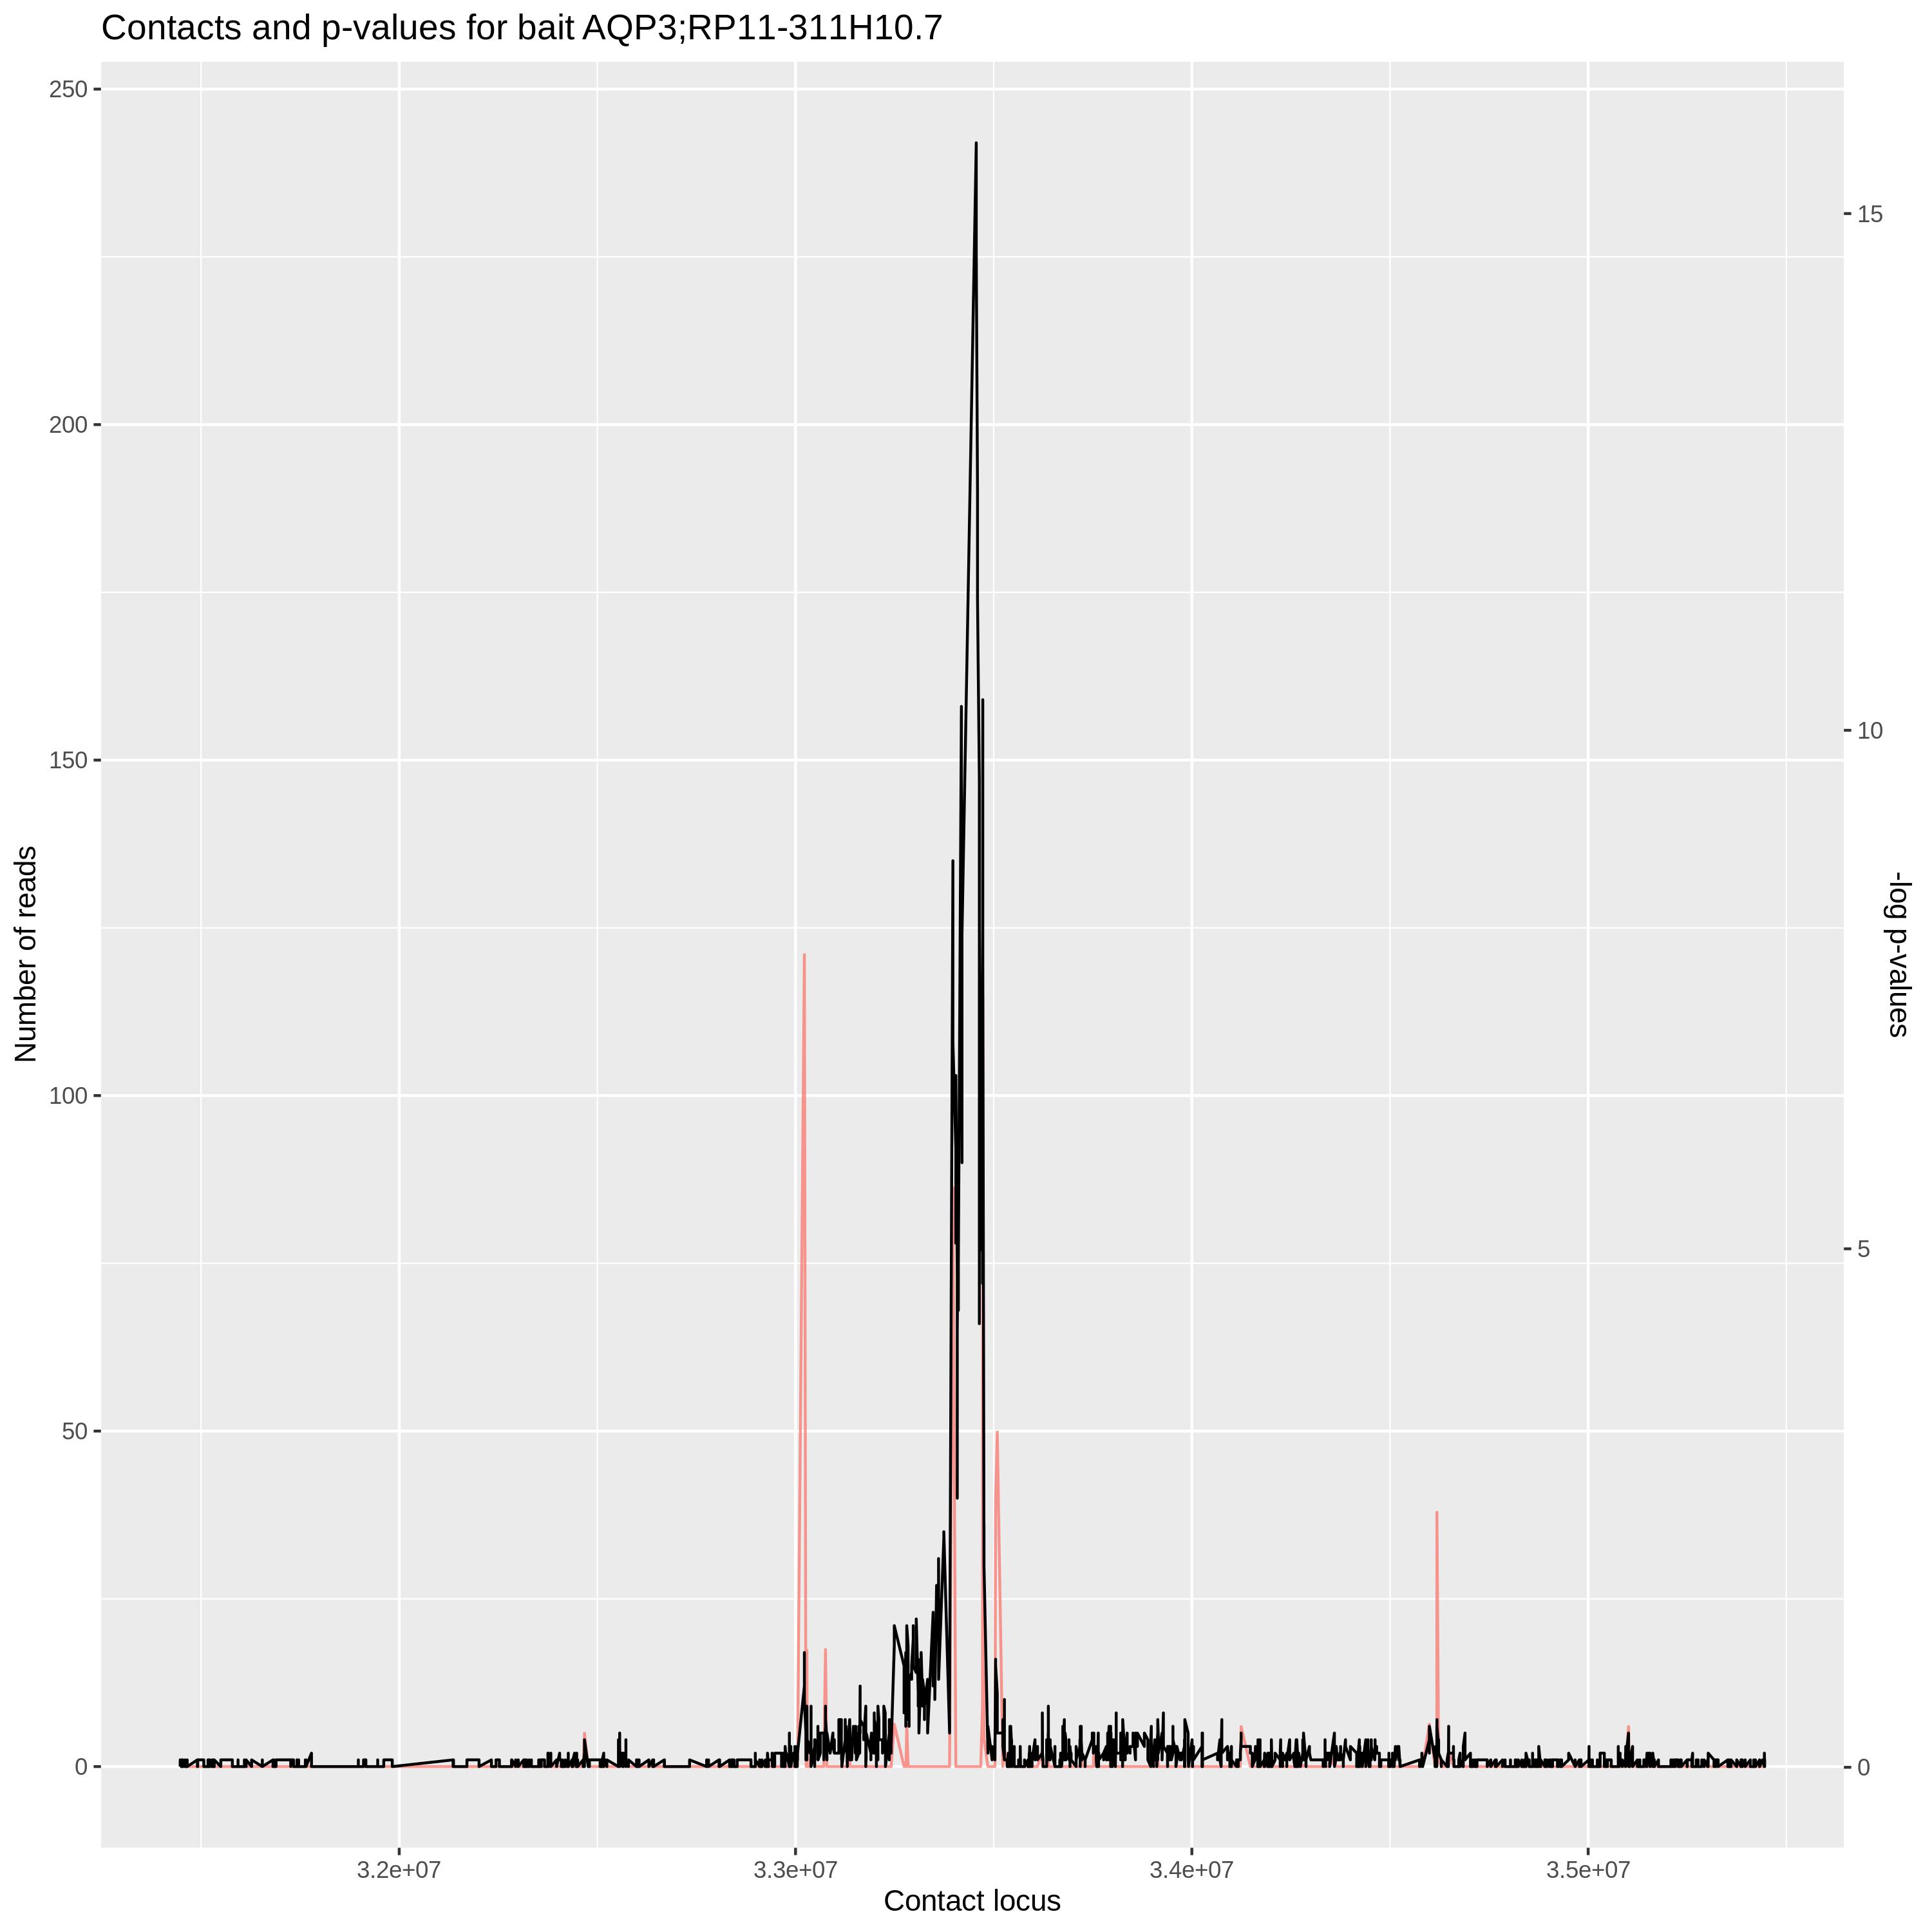 Contacts and p-values for bait AQP3;RP11-311H10.7
250
200
150
100
50
0
Number of reads
15
10
5
0
-log p-values
3.2e+07
3.3e+07
3.4e+07
3.5e+07
Contact locus